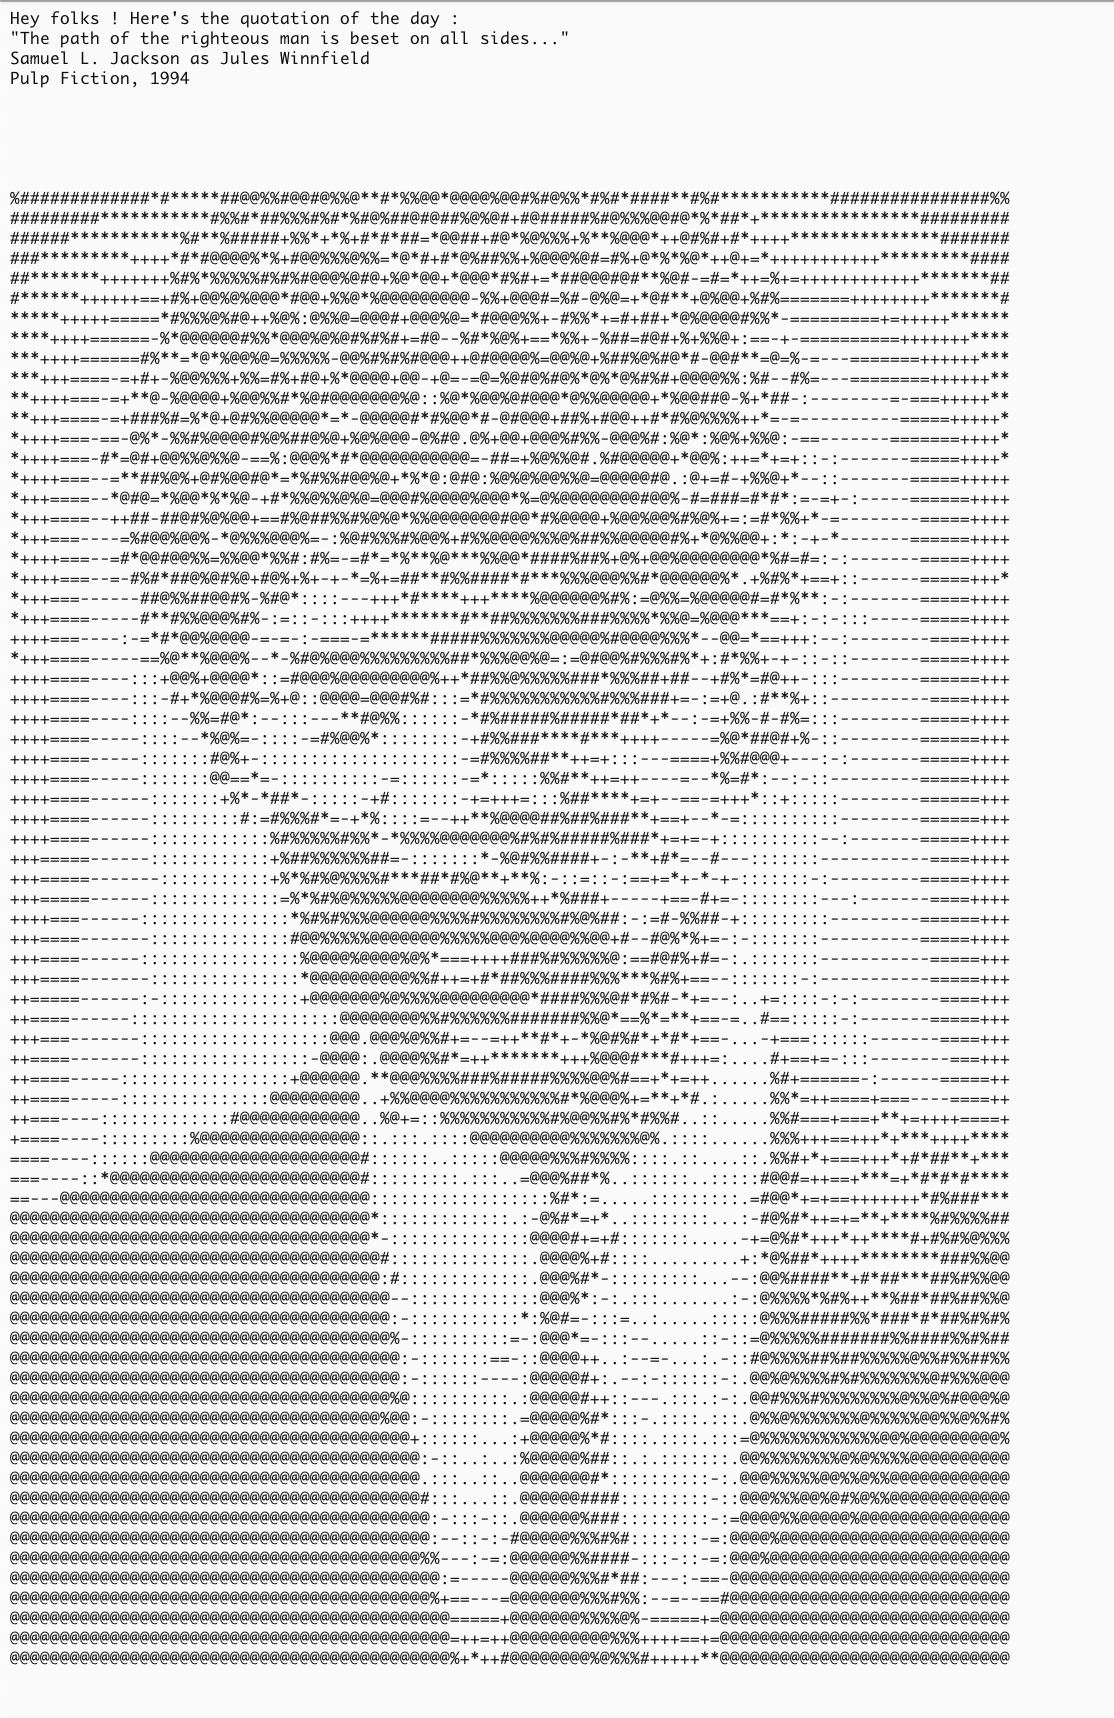 Hey folks ! Here's the quotation of the day :
"The path of the righteous man is beset on all sides..."
Samuel L. Jackson as Jules Winnfield
Pulp Fiction, 1994